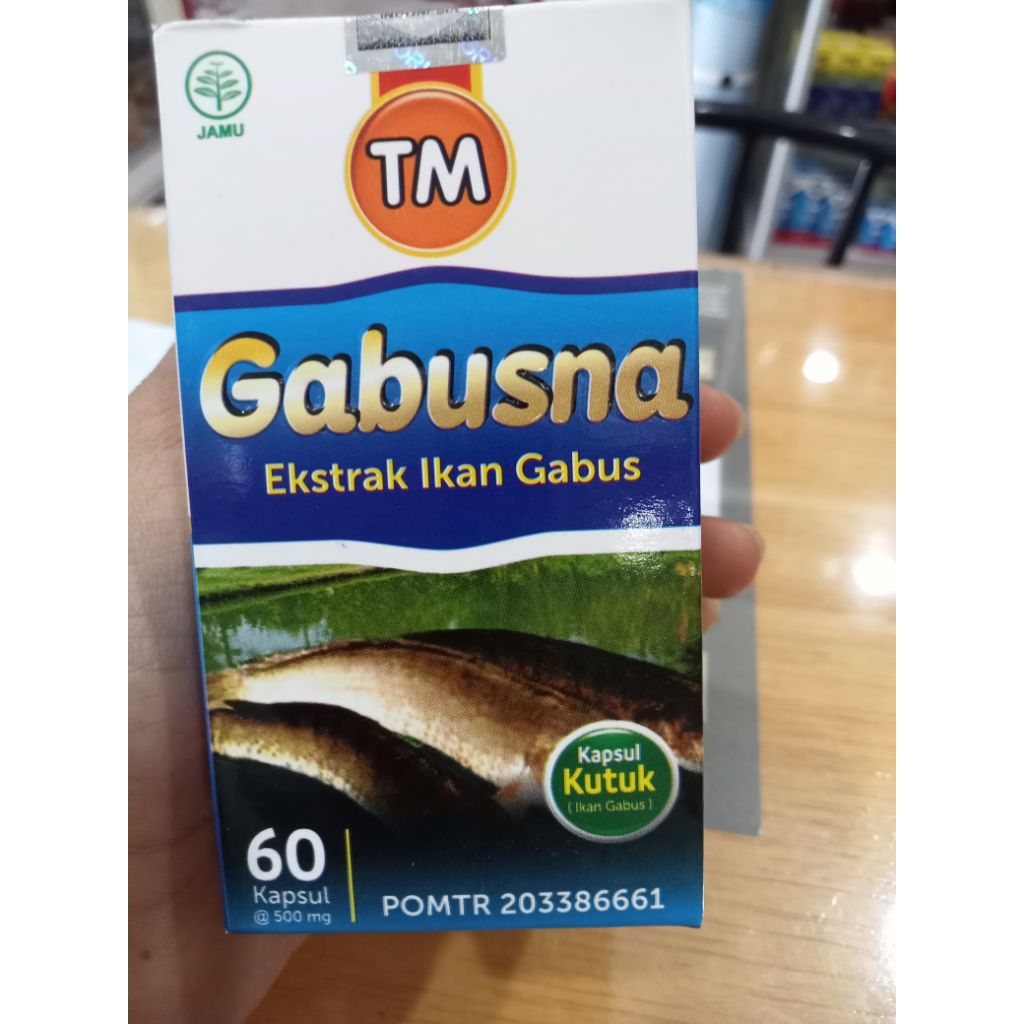 JAMU
TM
Gabusna
Ekstrak Ikan Gabus
Kapsul
Kutuk
( Ikan Gabus )
60
Kapsul
@ 500 mg
POMTR 203386661